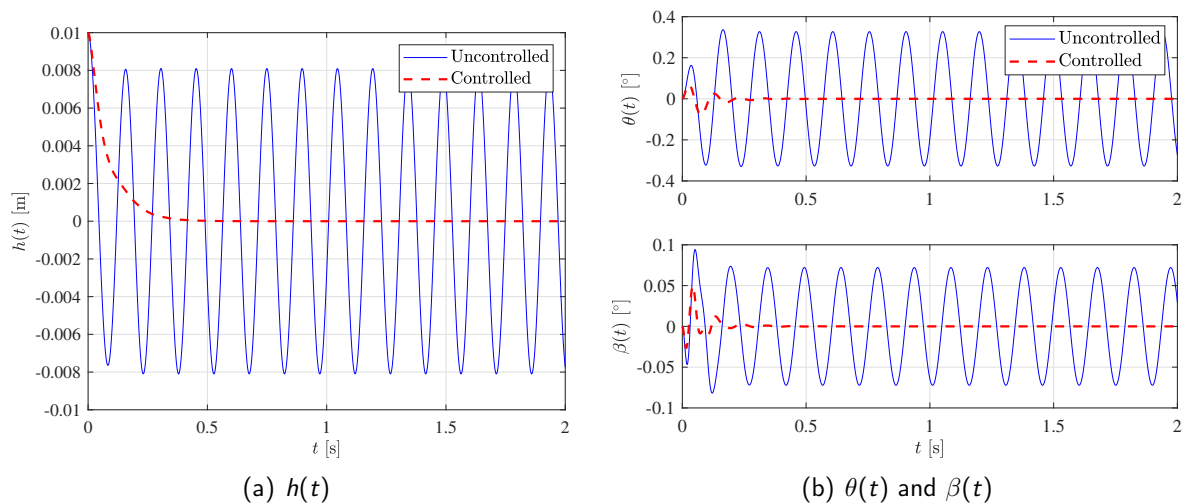 0.01
0.008
0.006
0.004
0.002
0
-0.002
-0.004
-0.006
-0.008
-0.01
h(t) [m]
Uncontrolled
Controlled
0 0.5 1 1.5 2
t [s]
(a) h(t)
0.4
0.2
0
-0.2
-0.4
θ(t) [°]
Uncontrolled
Controlled
0 0.5 1 1.5 2
0.1
0.05
0
-0.05
-0.1
β(t) [°]
0 0.5 1 1.5 2
t [s]
(b) θ(t) and β(t)